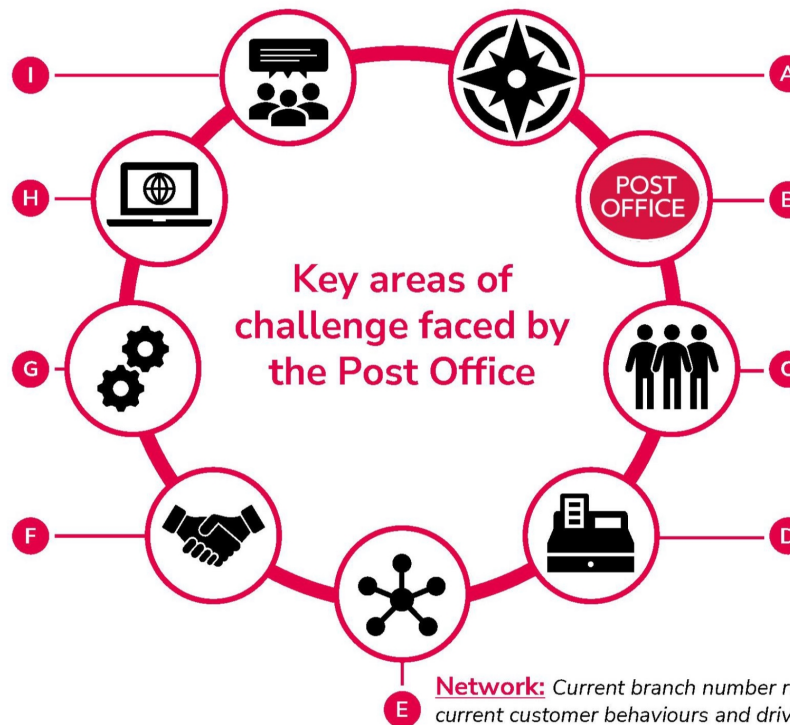 I
A
H
POST
OFFICE
Key areas of
challenge faced by
the Post Office
G
F
D
E
Network: Current branch number
current customer behaviours and